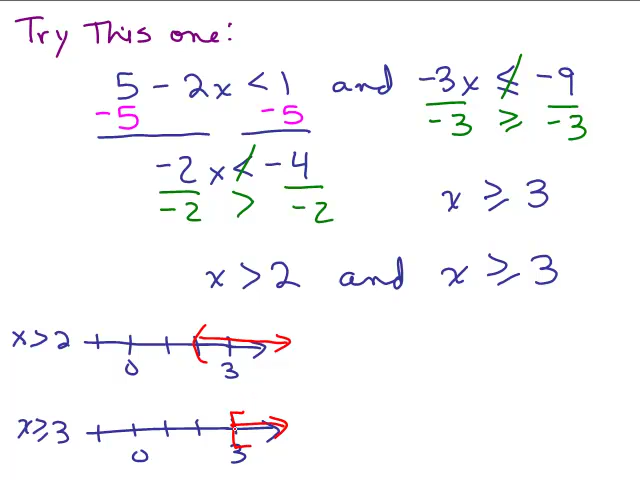 Try This one:
5 - 2x < 1 and -3x ≤ -9
-5 -5 -3 ≥ -3
-2x < -4
-2 > -2
x ≥ 3
x > 2 and x ≥ 3
x > 2
0 3
x ≥ 3
0 3